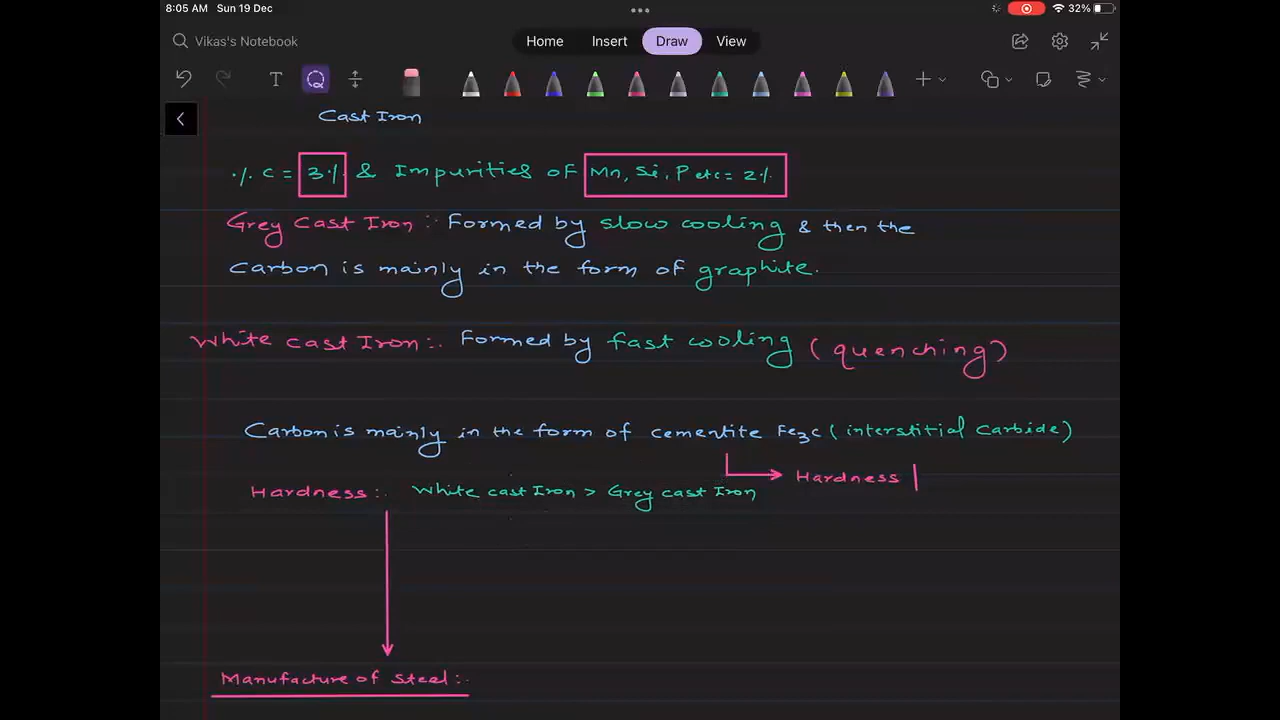 8:05 AM Sun 19 Dec
32%
Vikas's Notebook
Home Insert Draw View
Cast Iron
% C = 3% & Impurities of Mn, Si, P etc = 2%
Grey Cast Iron :- Formed by slow cooling & then the
Carbon is mainly in the form of graphite.
White Cast Iron :- Formed by fast cooling (quenching)
Carbon is mainly in the form of cementite Fe3C (interstitial Carbide)
Hardness
Hardness :- White cast Iron > Grey cast Iron
Manufacture of Steel :-